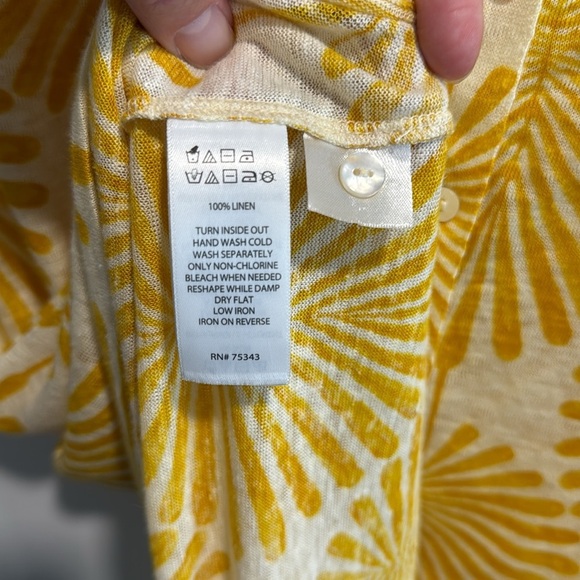 100% LINEN
TURN INSIDE OUT
HAND WASH COLD
WASH SEPARATELY
ONLY NON-CHLORINE
BLEACH WHEN NEEDED
RESHAPE WHILE DAMP
DRY FLAT
LOW IRON
IRON ON REVERSE
RN# 75343